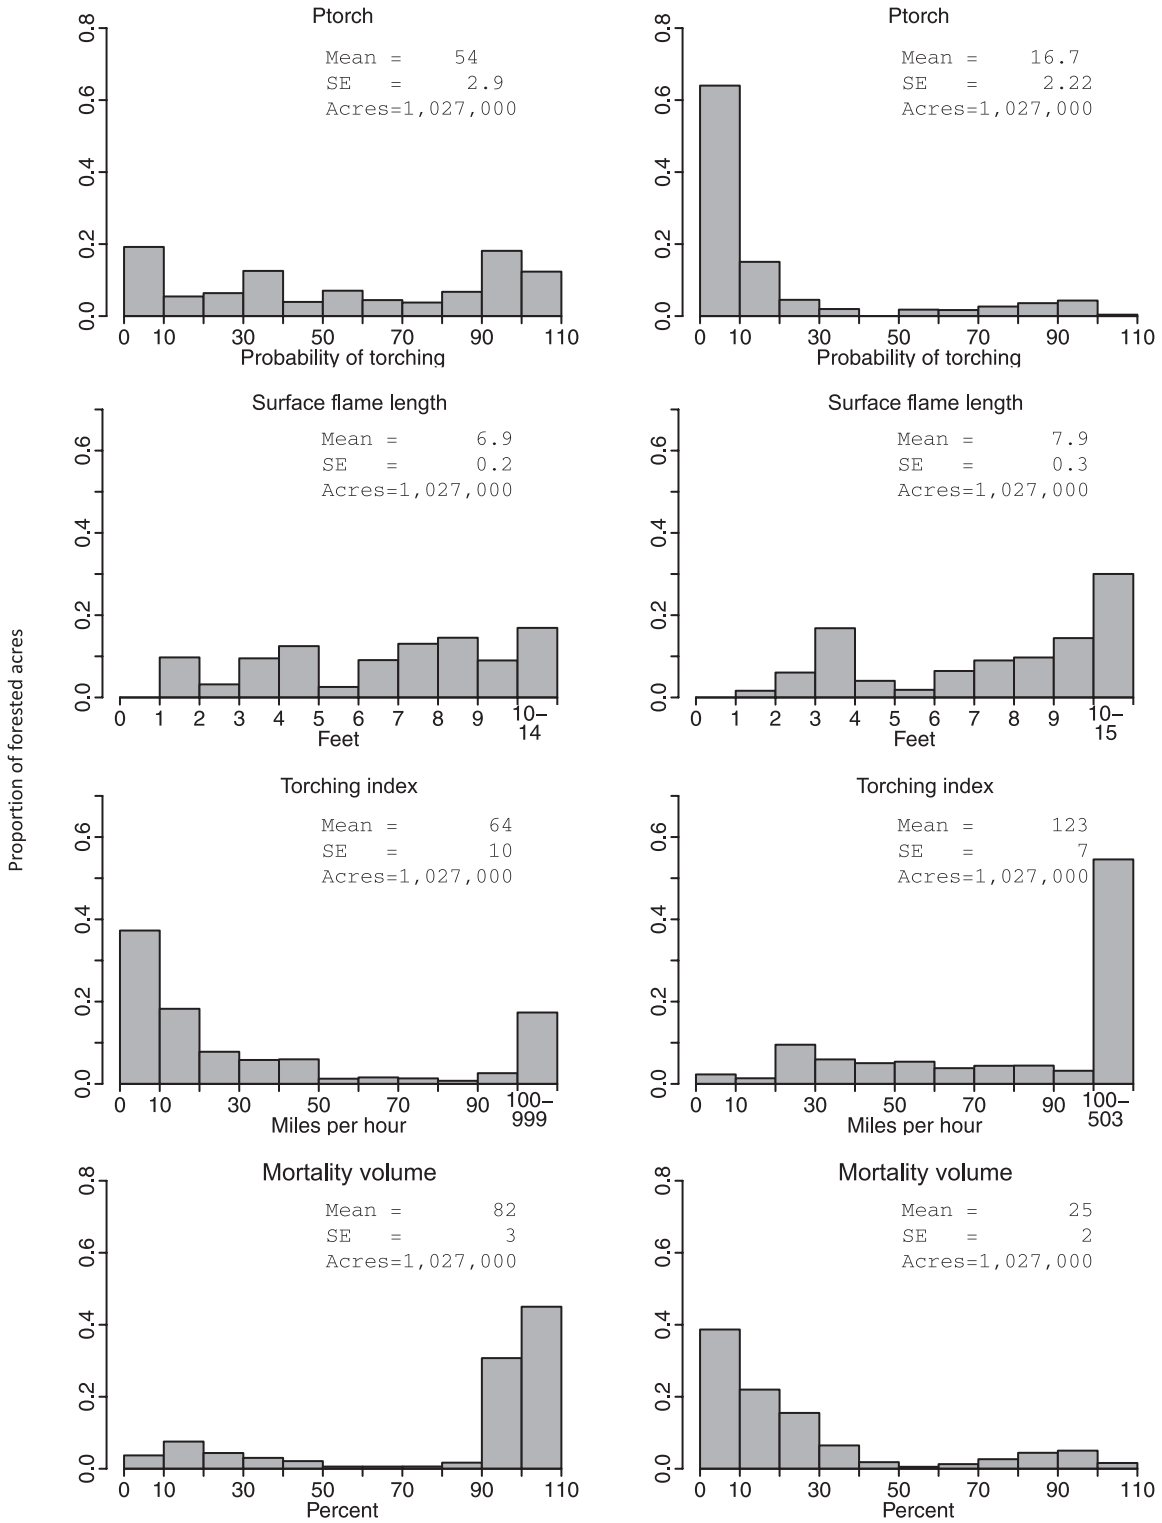 Proportion of forested acres
Ptorch
Mean = 54
SE = 2.9
Acres=1,027,000
0.0 0.2 0.4 0.6 0.8
0 10 30 50 70 90 110
Probability of torching
Ptorch
Mean = 16.7
SE = 2.22
Acres=1,027,000
0.0 0.2 0.4 0.6 0.8
0 10 30 50 70 90 110
Probability of torching
Surface flame length
Mean = 6.9
SE = 0.2
Acres=1,027,000
0.0 0.2 0.4 0.6
0 1 2 3 4 5 6 7 8 9 10–
14
Feet
Surface flame length
Mean = 7.9
SE = 0.3
Acres=1,027,000
0.0 0.2 0.4 0.6
0 1 2 3 4 5 6 7 8 9 10–
15
Feet
Torching index
Mean = 64
SE = 10
Acres=1,027,000
0.0 0.2 0.4 0.6
0 10 30 50 70 90 100–
999
Miles per hour
Torching index
Mean = 123
SE = 7
Acres=1,027,000
0.0 0.2 0.4 0.6
0 10 30 50 70 90 100–
503
Miles per hour
Mortality volume
Mean = 82
SE = 3
Acres=1,027,000
0.0 0.2 0.4 0.6 0.8
0 10 30 50 70 90 110
Percent
Mortality volume
Mean = 25
SE = 2
Acres=1,027,000
0.0 0.2 0.4 0.6 0.8
0 10 30 50 70 90 110
Percent